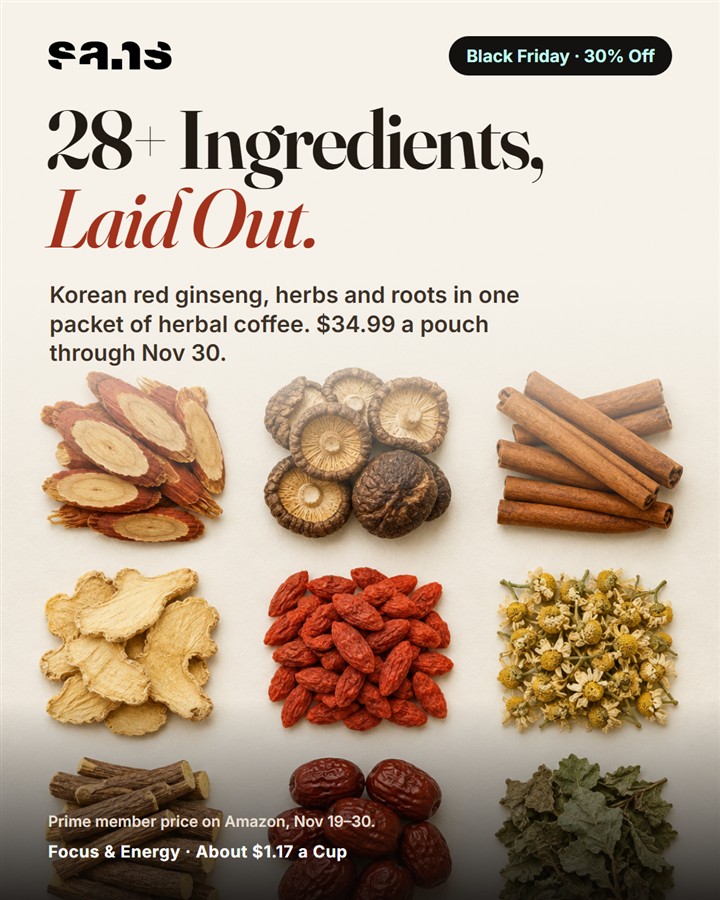 sans
Black Friday · 30% Off
28+ Ingredients,
Laid Out.
Korean red ginseng, herbs and roots in one
packet of herbal coffee. $34.99 a pouch
through Nov 30.
Prime member price on Amazon, Nov 19–30.
Focus & Energy · About $1.17 a Cup